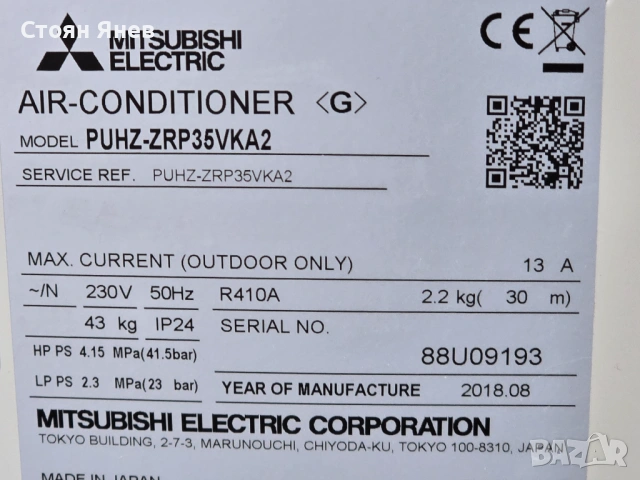 Стоян Янев
MITSUBISHI
ELECTRIC
CE
AIR-CONDITIONER <G>
MODEL PUHZ-ZRP35VKA2
SERVICE REF. PUHZ-ZRP35VKA2
MAX. CURRENT (OUTDOOR ONLY) 13 A
~/N 230V 50Hz R410A 2.2 kg( 30 m)
43 kg IP24 SERIAL NO.
HP PS 4.15 MPa(41.5bar) 88U09193
LP PS 2.3 MPa(23 bar) YEAR OF MANUFACTURE 2018.08
MITSUBISHI ELECTRIC CORPORATION
TOKYO BUILDING, 2-7-3, MARUNOUCHI, CHIYODA-KU, TOKYO 100-8310, JAPAN
MADE IN JAPAN
BAZAR